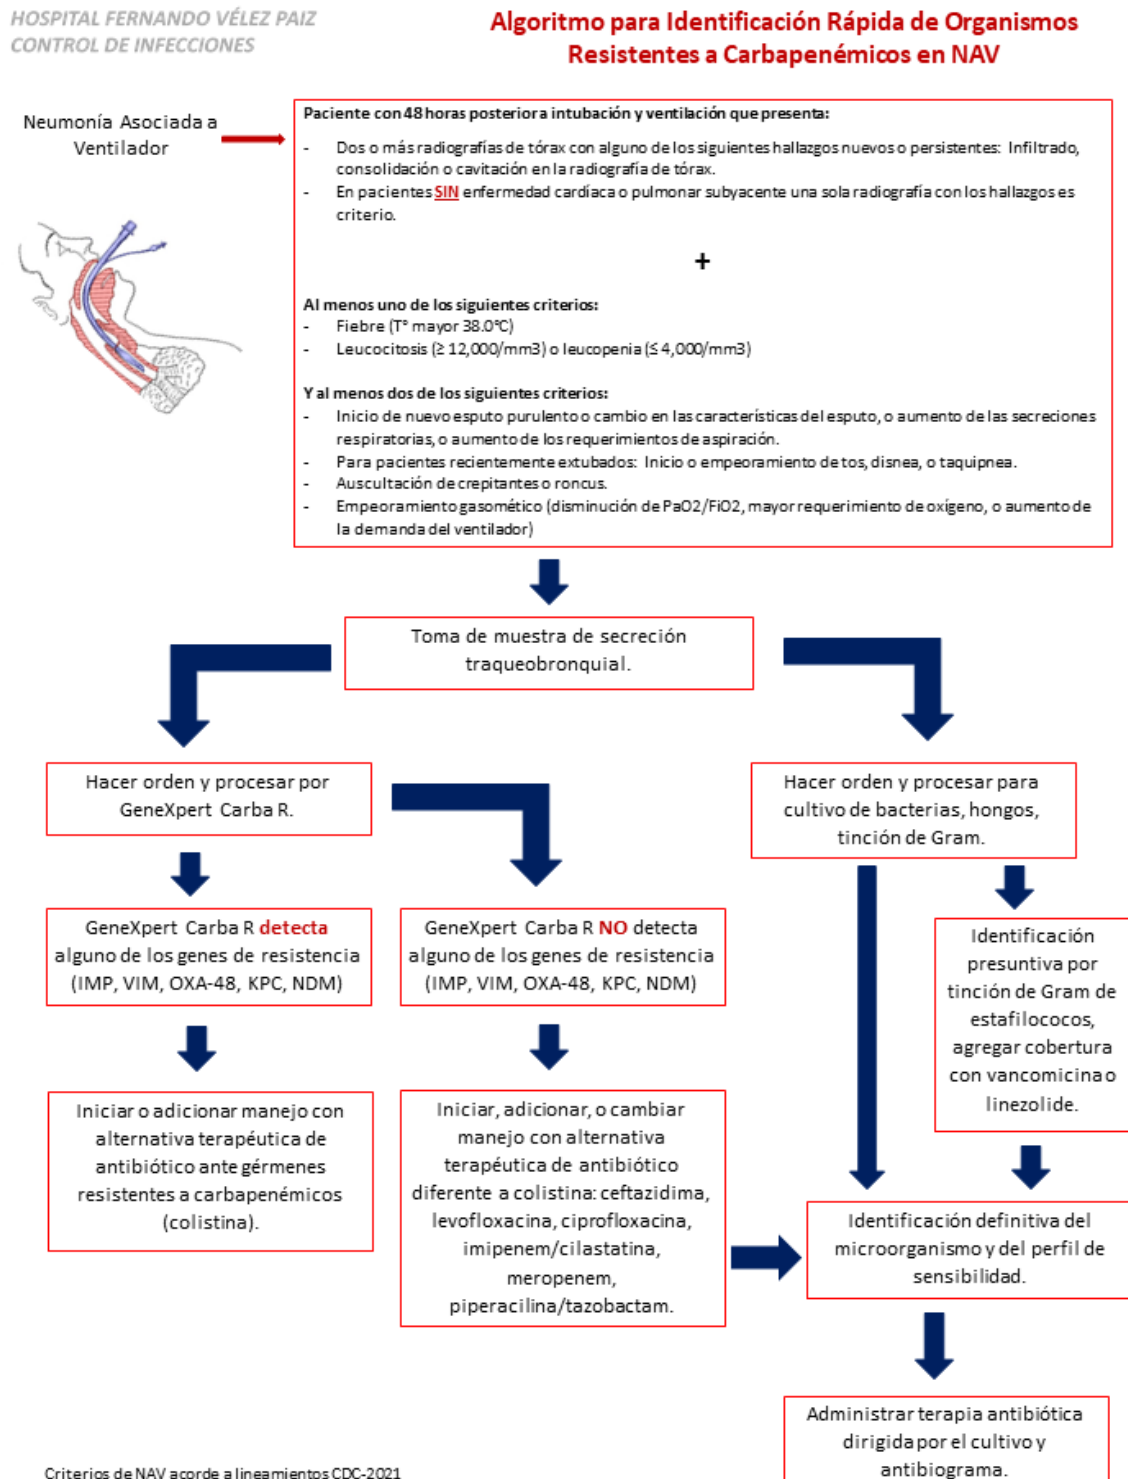 HOSPITAL FERNANDO VÉLEZ PAIZ
CONTROL DE INFECCIONES
Algoritmo para Identificación Rápida de Organismos
Resistentes a Carbapenémicos en NAV
Neumonía Asociada a
Ventilador
Paciente con 48 horas posterior a intubación y ventilación que presenta:
- Dos o más radiografías de tórax con alguno de los siguientes hallazgos nuevos o persistentes: Infiltrado,
consolidación o cavitación en la radiografía de tórax.
- En pacientes SIN enfermedad cardíaca o pulmonar subyacente una sola radiografía con los hallazgos es
criterio.
+
Al menos uno de los siguientes criterios:
- Fiebre (T° mayor 38.0°C)
- Leucocitosis (≥ 12,000/mm3) o leucopenia (≤ 4,000/mm3)
Y al menos dos de los siguientes criterios:
- Inicio de nuevo esputo purulento o cambio en las características del esputo, o aumento de las secreciones
respiratorias, o aumento de los requerimientos de aspiración.
- Para pacientes recientemente extubados: Inicio o empeoramiento de tos, disnea, o taquipnea.
- Auscultación de crepitantes o roncus.
- Empeoramiento gasométrico (disminución de PaO2/FiO2, mayor requerimiento de oxígeno, o aumento de
la demanda del ventilador)
Toma de muestra de secreción
traqueobronquial.
Hacer orden y procesar por
GeneXpert Carba R.
Hacer orden y procesar para
cultivo de bacterias, hongos,
tinción de Gram.
GeneXpert Carba R detecta
alguno de los genes de resistencia
(IMP, VIM, OXA-48, KPC, NDM)
GeneXpert Carba R NO detecta
alguno de los genes de resistencia
(IMP, VIM, OXA-48, KPC, NDM)
Identificación
presuntiva por
tinción de Gram de
estafilococos,
agregar cobertura
con vancomicina o
linezolide.
Iniciar o adicionar manejo con
alternativa terapéutica de
antibiótico ante gérmenes
resistentes a carbapenémicos
(colistina).
Iniciar, adicionar, o cambiar
manejo con alternativa
terapéutica de antibiótico
diferente a colistina: ceftazidima,
levofloxacina, ciprofloxacina,
imipenem/cilastatina,
meropenem,
piperacilina/tazobactam.
Identificación definitiva del
microorganismo y del perfil de
sensibilidad.
Administrar terapia antibiótica
dirigida por el cultivo y
antibiograma.
Criterios de NAV acorde a lineamientos CDC-2021